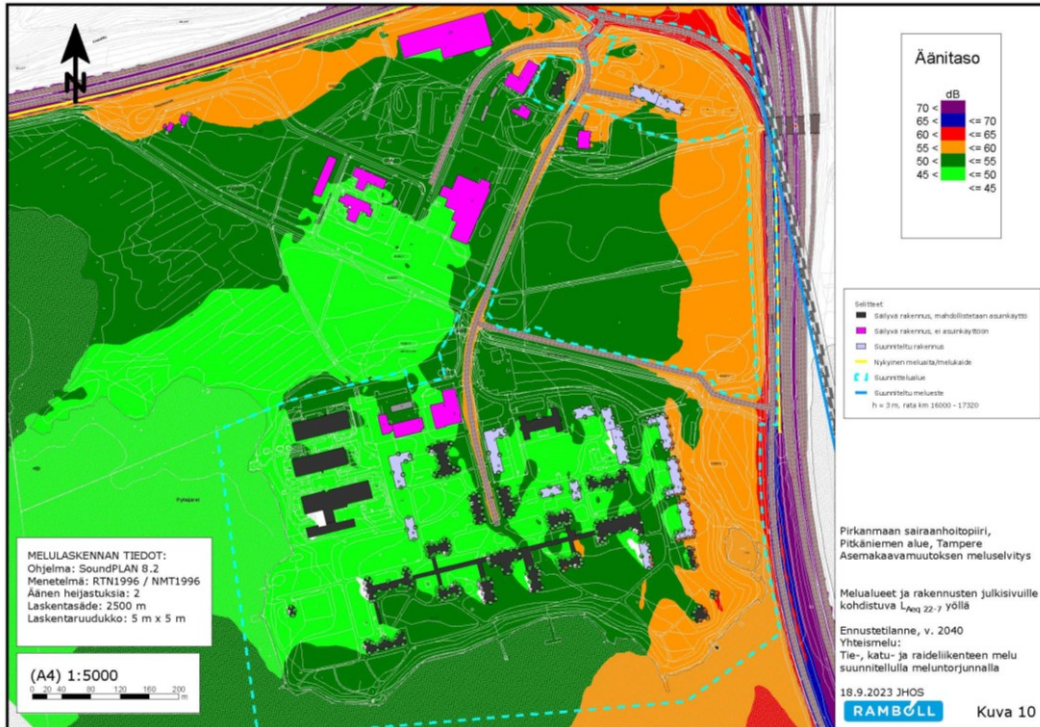 N
Äänitaso
dB
70 <
65 < <= 70
60 < <= 65
55 < <= 60
50 < <= 55
45 < <= 50
<= 45
Selitteet
Säilyvä rakennus, mahdollistetaan asuinkäyttö
Säilyvä rakennus, ei asuinkäyttöön
Suunniteltu rakennus
Nykyinen meluaita/melukaide
Suunnittelualue
Suunniteltu melueste
h = 3 m, rata km 16000 - 17320
Pyhäjärvi
MELULASKENNAN TIEDOT:
Ohjelma: SoundPLAN 8.2
Menetelmä: RTN1996 / NMT1996
Äänen heijastuksia: 2
Laskentasäde: 2500 m
Laskentaruudukko: 5 m x 5 m
(A4) 1:5000
0 20 40 80 120 160 200
m
Pirkanmaan sairaanhoitopiiri,
Pitkäniemen alue, Tampere
Asemakaavamuutoksen meluselvitys
Melualueet ja rakennusten julkisivuille
kohdistuva LAeq 22-7 yöllä
Ennustetilanne, v. 2040
Yhteismelu:
Tie-, katu- ja raideliikenteen melu
suunnitellulla meluntorjunnalla
18.9.2023 JHOS
RAMBOLL Kuva 10